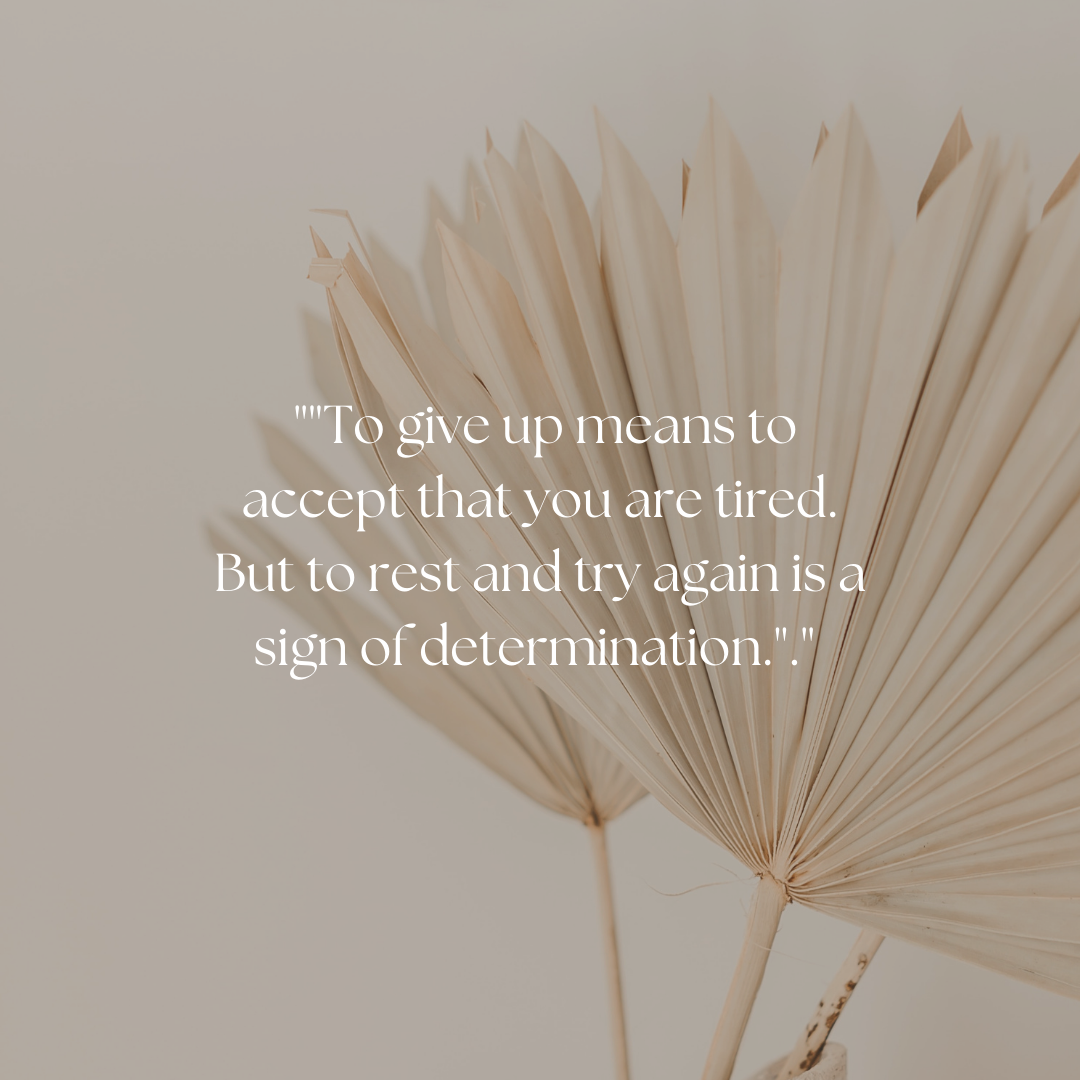 ""To give up means to
accept that you are tired.
But to rest and try again is a
sign of determination."."